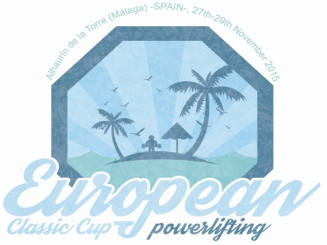 Alhaurín de la Torre (Málaga) -SPAIN-, 27th-29th November 2015
European
Classic Cup powerlifting